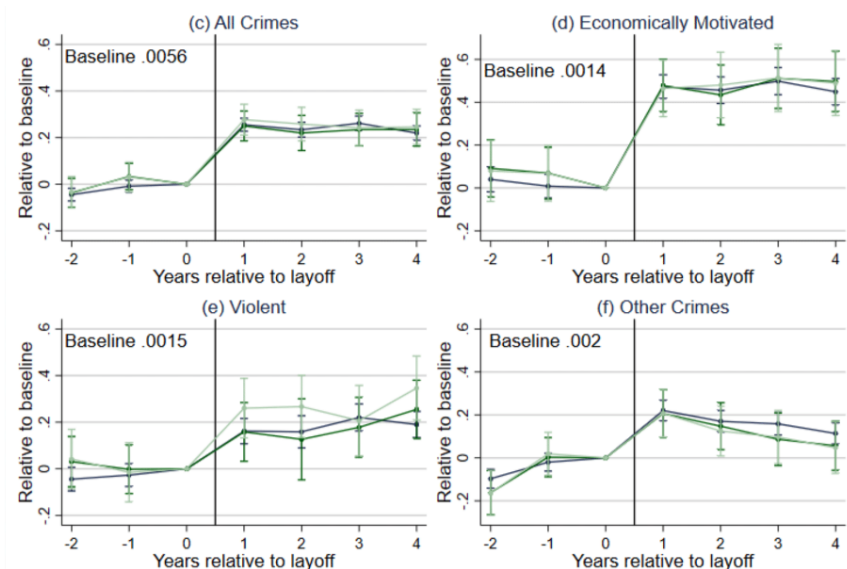 (c) All Crimes
Baseline .0056
Relative to baseline
.6
.4
.2
0
-.2
-2 -1 0 1 2 3 4
Years relative to layoff
(d) Economically Motivated
Baseline .0014
Relative to baseline
.6
.4
.2
0
-.2
-2 -1 0 1 2 3 4
Years relative to layoff
(e) Violent
Baseline .0015
Relative to baseline
.6
.4
.2
0
-.2
-2 -1 0 1 2 3 4
Years relative to layoff
(f) Other Crimes
Baseline .002
Relative to baseline
.6
.4
.2
0
-.2
-2 -1 0 1 2 3 4
Years relative to layoff